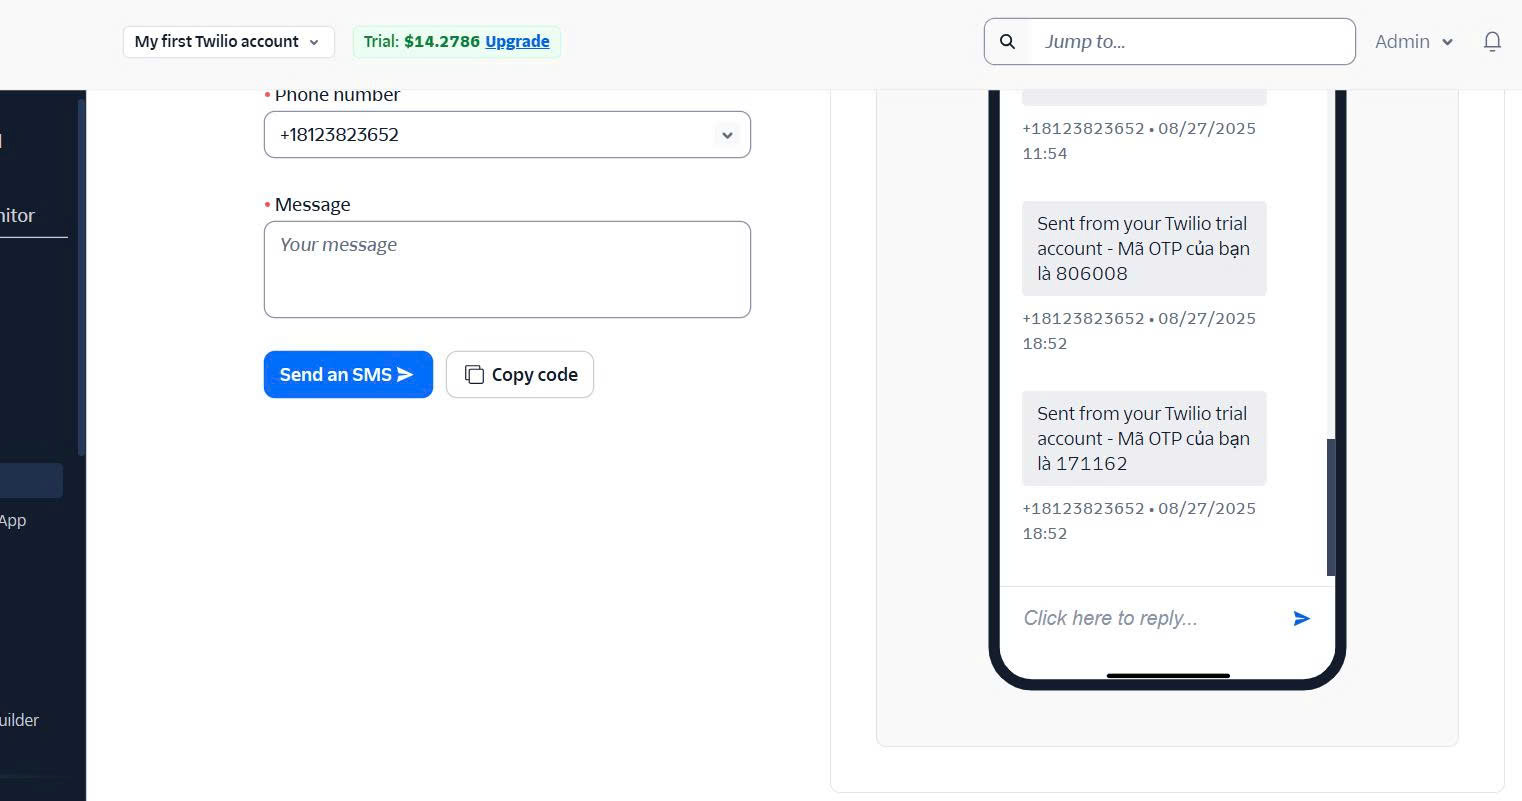 My first Twilio account
Trial: $14.2786 Upgrade
Jump to...
Admin
nitor
App
uilder
* Phone number
+18123823652
* Message
Your message
Send an SMS
Copy code
+18123823652 • 08/27/2025
11:54
Sent from your Twilio trial
account - Mã OTP của bạn
là 806008
+18123823652 • 08/27/2025
18:52
Sent from your Twilio trial
account - Mã OTP của bạn
là 171162
+18123823652 • 08/27/2025
18:52
Click here to reply...